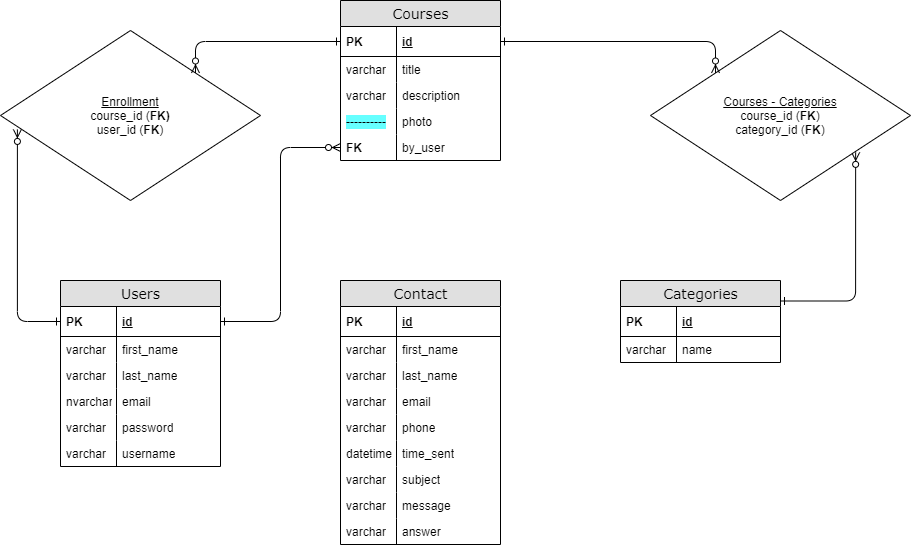 Courses
PK id
varchar title
varchar description
---------- photo
FK by_user
Enrollment
course_id (FK)
user_id (FK)
Courses - Categories
course_id (FK)
category_id (FK)
Users
PK id
varchar first_name
varchar last_name
nvarchar email
varchar password
varchar username
Contact
PK id
varchar first_name
varchar last_name
varchar email
varchar phone
datetime time_sent
varchar subject
varchar message
varchar answer
Categories
PK id
varchar name